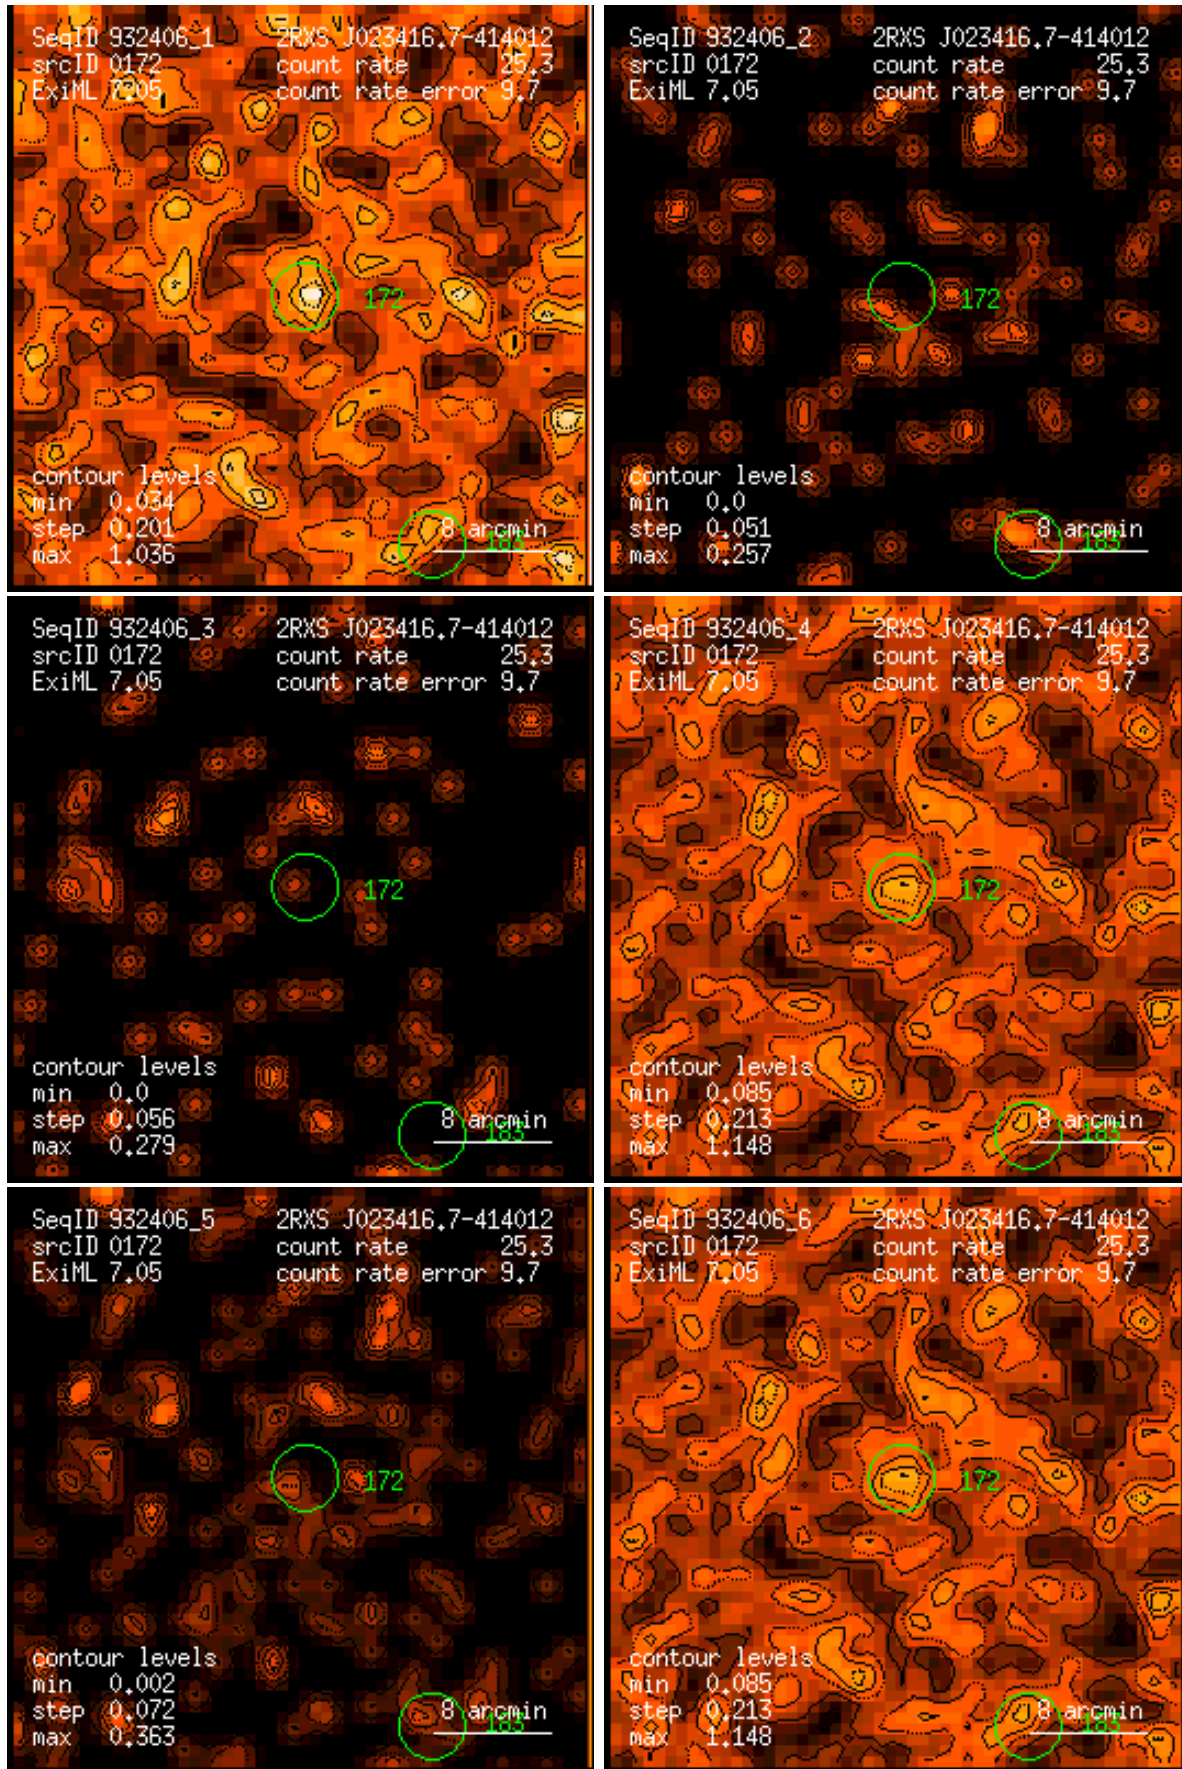 SeqID 932406_1 2RXS J023416.7-414012
srcID 0172 count rate 25.3
ExiML 7.05 count rate error 9.7
172
contour levels
min 0.034
step 0.201 8 arcmin
max 1.036 183
SeqID 932406_2 2RXS J023416.7-414012
srcID 0172 count rate 25.3
ExiML 7.05 count rate error 9.7
172
contour levels
min 0.0
step 0.051 8 arcmin
max 0.257 183
SeqID 932406_3 2RXS J023416.7-414012
srcID 0172 count rate 25.3
ExiML 7.05 count rate error 9.7
172
contour levels
min 0.0
step 0.056 8 arcmin
max 0.279 183
SeqID 932406_4 2RXS J023416.7-414012
srcID 0172 count rate 25.3
ExiML 7.05 count rate error 9.7
172
contour levels
min 0.085
step 0.213 8 arcmin
max 1.148 183
SeqID 932406_5 2RXS J023416.7-414012
srcID 0172 count rate 25.3
ExiML 7.05 count rate error 9.7
172
contour levels
min 0.002
step 0.072 8 arcmin
max 0.363 183
SeqID 932406_6 2RXS J023416.7-414012
srcID 0172 count rate 25.3
ExiML 7.05 count rate error 9.7
172
contour levels
min 0.085
step 0.213 8 arcmin
max 1.148 183